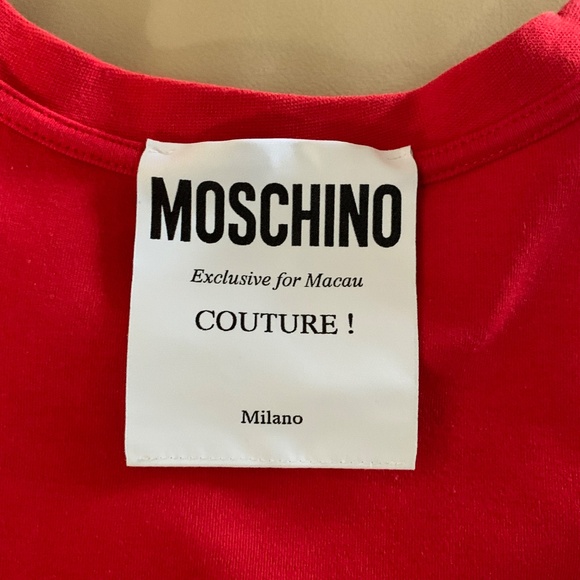 MOSCHINO
Exclusive for Macau
COUTURE !
Milano